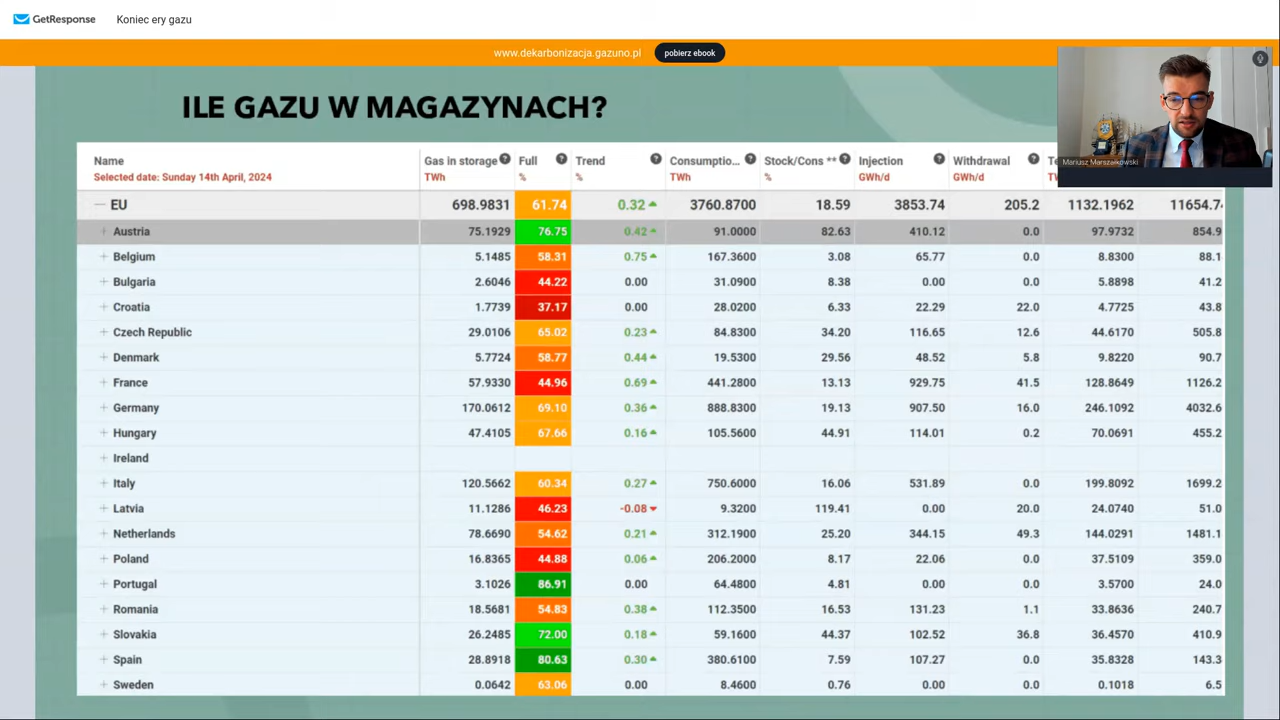 GetResponse Koniec ery gazu
www.dekarbonizacja.gazuno.pl pobierz ebook
ILE GAZU W MAGAZYNACH?
Mariusz Marszałkowski
Name Gas in storage Full Trend Consumptio... Stock/Cons ** Injection Withdrawal
Selected date: Sunday 14th April, 2024 TWh % % TWh % GWh/d GWh/d
EU 698.9831 61.74 0.32 3760.8700 18.59 3853.74 205.2 1132.1962 11654.74
Austria 75.1929 76.75 0.42 91.0000 82.63 410.12 0.0 97.9732 854.9
Belgium 5.1485 58.31 0.75 167.3600 3.08 65.77 0.0 8.8300 88.1
Bulgaria 2.6046 44.22 0.00 31.0900 8.38 0.00 0.0 5.8898 41.2
Croatia 1.7739 37.17 0.00 28.0200 6.33 22.29 22.0 4.7725 43.8
Czech Republic 29.0106 65.02 0.23 84.8300 34.20 116.65 12.6 44.6170 505.8
Denmark 5.7724 58.77 0.44 19.5300 29.56 48.52 5.8 9.8220 90.7
France 57.9330 44.96 0.69 441.2800 13.13 929.75 41.5 128.8649 1126.2
Germany 170.0612 69.10 0.36 888.8300 19.13 907.50 16.0 246.1092 4032.6
Hungary 47.4105 67.66 0.16 105.5600 44.91 114.01 0.2 70.0691 455.2
Ireland
Italy 120.5662 60.34 0.27 750.6000 16.06 531.89 0.0 199.8092 1699.2
Latvia 11.1286 46.23 -0.08 9.3200 119.41 0.00 20.0 24.0740 51.0
Netherlands 78.6690 54.62 0.21 312.1900 25.20 344.15 49.3 144.0291 1481.1
Poland 16.8365 44.88 0.06 206.2000 8.17 22.06 0.0 37.5109 359.0
Portugal 3.1026 86.91 0.00 64.4800 4.81 0.00 0.0 3.5700 24.0
Romania 18.5681 54.83 0.38 112.3500 16.53 131.23 1.1 33.8636 240.7
Slovakia 26.2485 72.00 0.18 59.1600 44.37 102.52 36.8 36.4570 410.9
Spain 28.8918 80.63 0.30 380.6100 7.59 107.27 0.0 35.8328 143.3
Sweden 0.0642 63.06 0.00 8.4600 0.76 0.00 0.0 0.1018 6.5